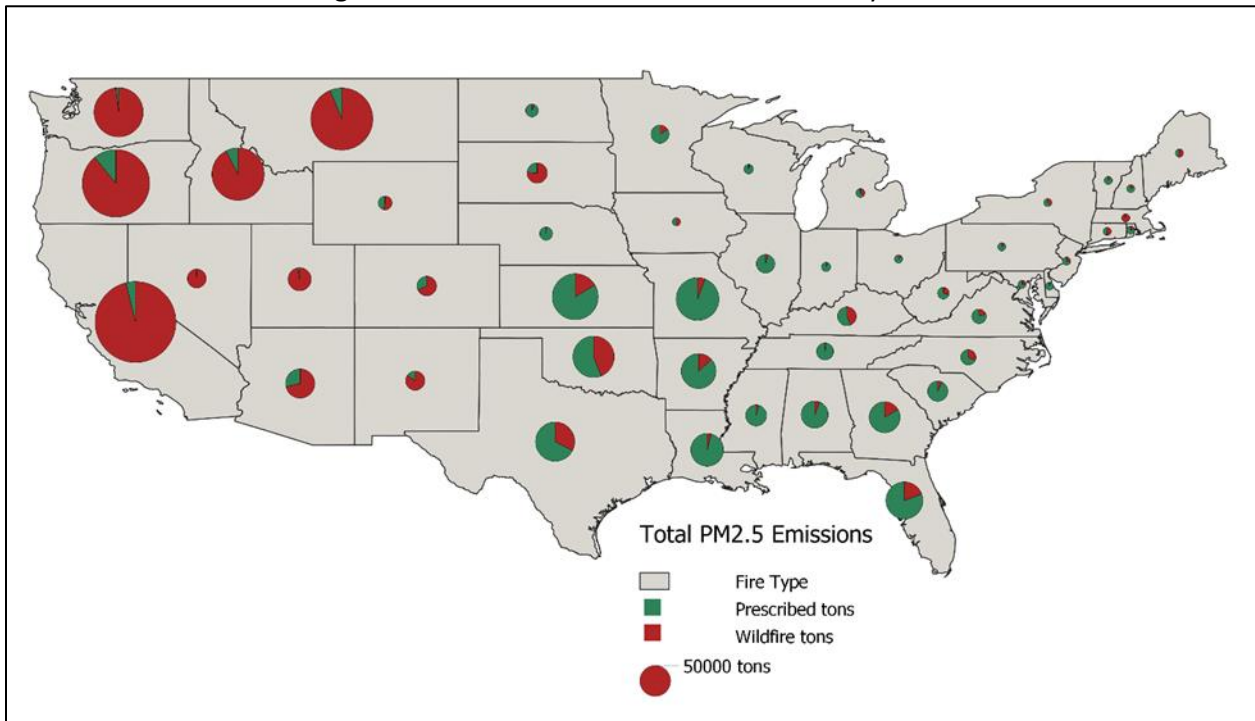 Total PM2.5 Emissions
Fire Type
Prescribed tons
Wildfire tons
50000 tons